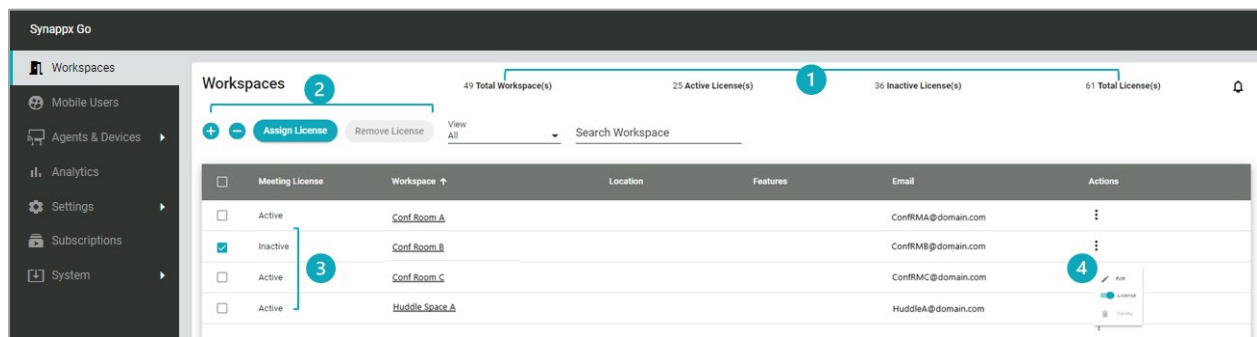 Synappx Go
Workspaces
Mobile Users
Agents & Devices
Analytics
Settings
Subscriptions
System
Workspaces
2
49 Total Workspace(s)
25 Active License(s)
1
36 Inactive License(s)
61 Total License(s)
Assign License
Remove License
View
All
Search Workspace
Meeting License Workspace Location Features Email Actions
Active Conf Room A ConfRMA@domain.com
Inactive Conf Room B ConfRMB@domain.com
3
Active Conf Room C ConfRMC@domain.com
4
Edit
License
Delete
Active Huddle Space A HuddleA@domain.com